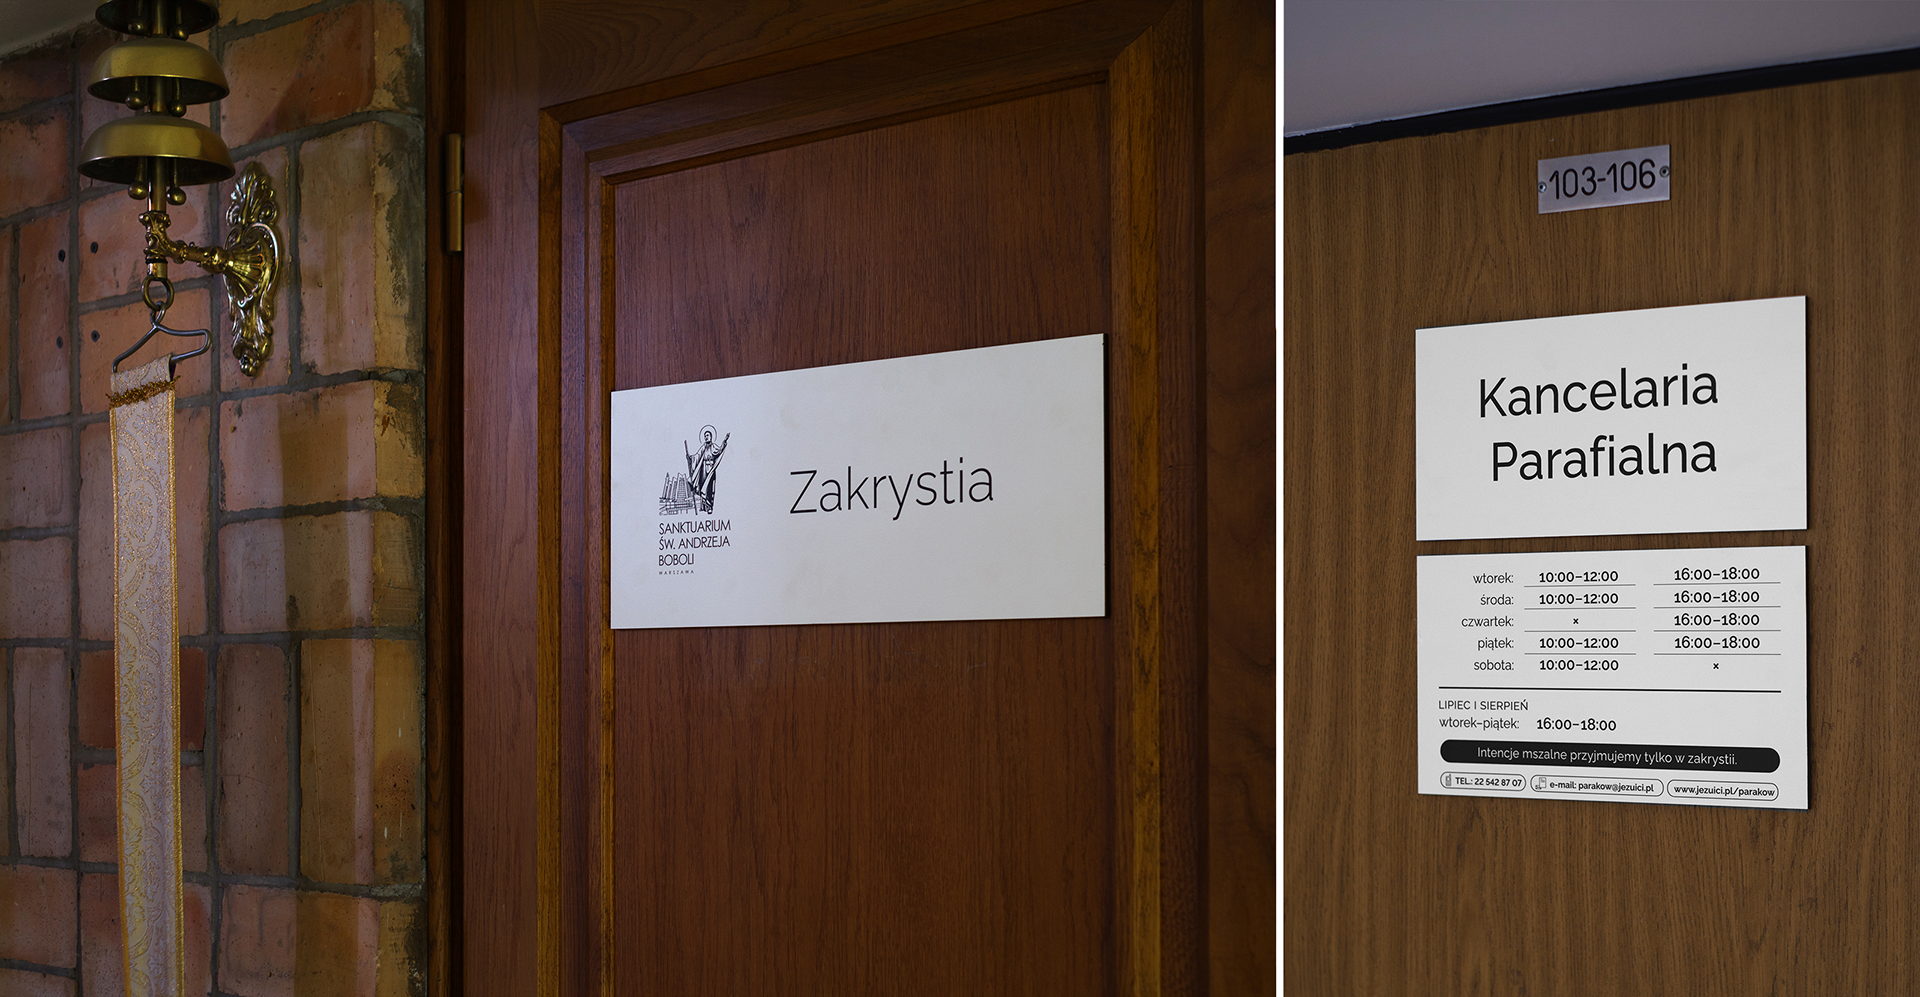 SANKTUARIUM
ŚW. ANDRZEJA
BOBOLI
WARSZAWA
Zakrystia
103-106
Kancelaria
Parafialna
wtorek: 10:00–12:00 16:00–18:00
środa: 10:00–12:00 16:00–18:00
czwartek: x 16:00–18:00
piątek: 10:00–12:00 16:00–18:00
sobota: 10:00–12:00 x
LIPIEC I SIERPIEŃ
wtorek–piątek: 16:00–18:00
Intencje mszalne przyjmujemy tylko w zakrystii.
TEL.: 22 542 87 07 e-mail: parakow@jezuici.pl www.jezuici.pl/parakow